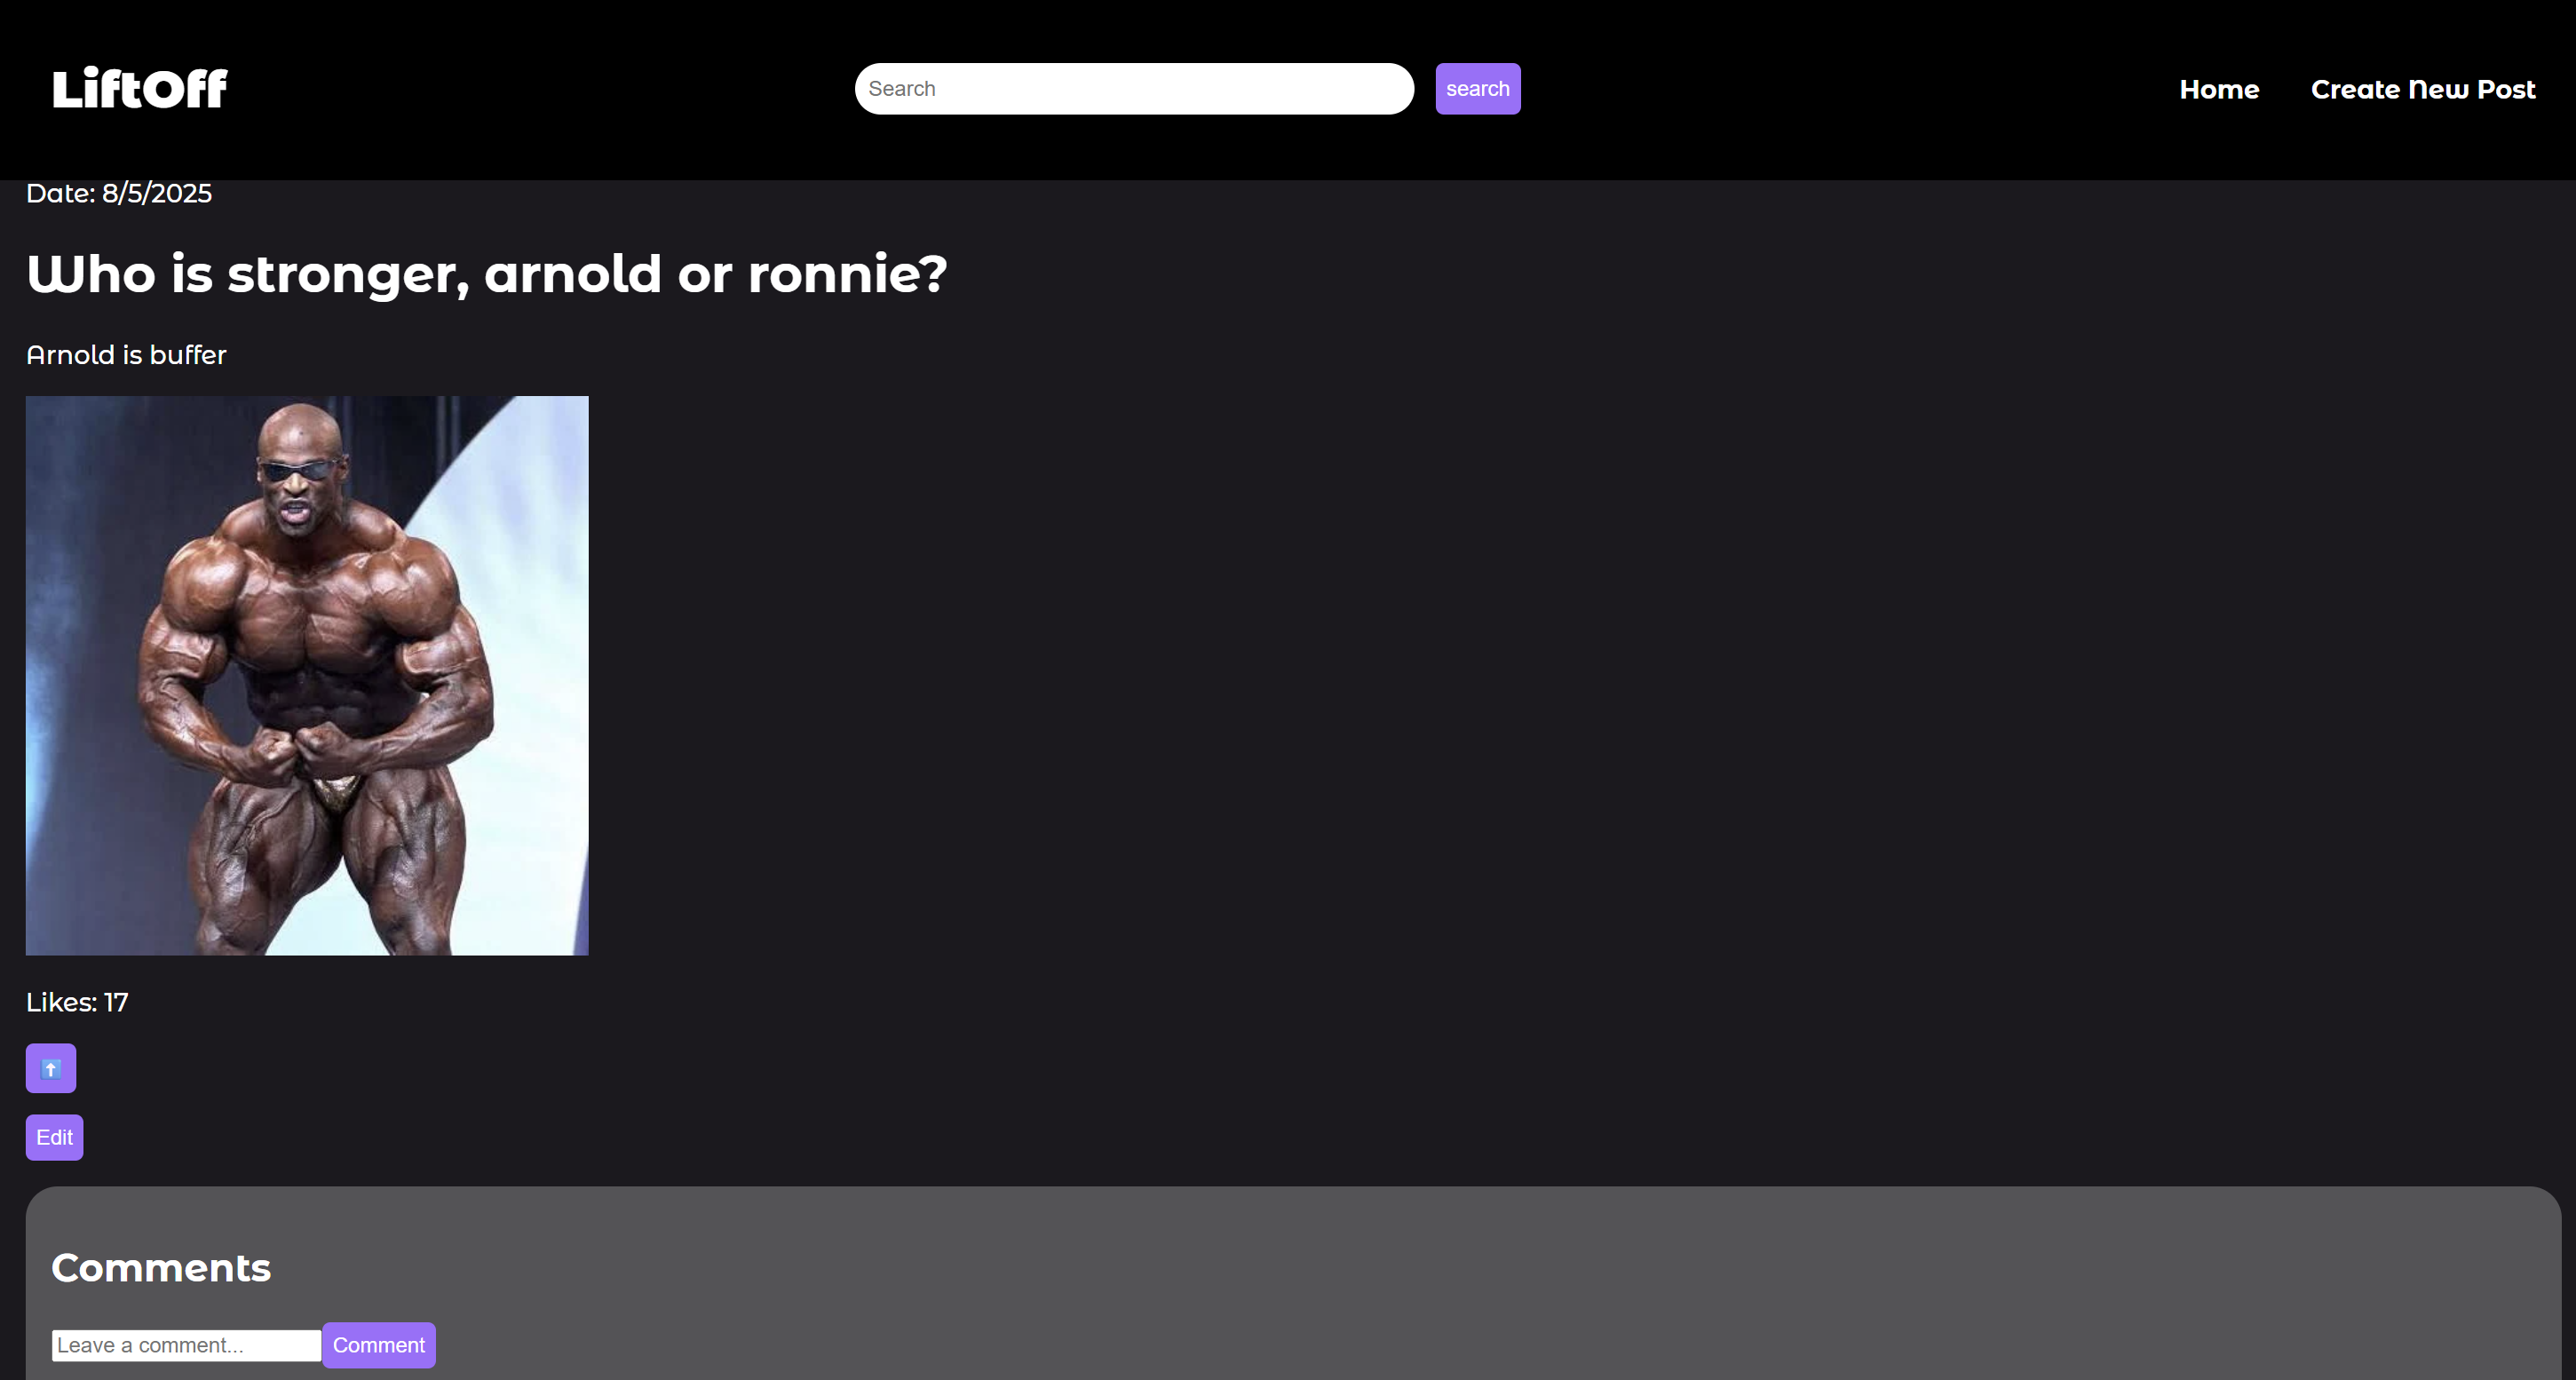 LiftOff
Search
search
Home
Create New Post
Date: 8/5/2025
Who is stronger, arnold or ronnie?
Arnold is buffer
Likes: 17
⬆️
Edit
Comments
Leave a comment...
Comment